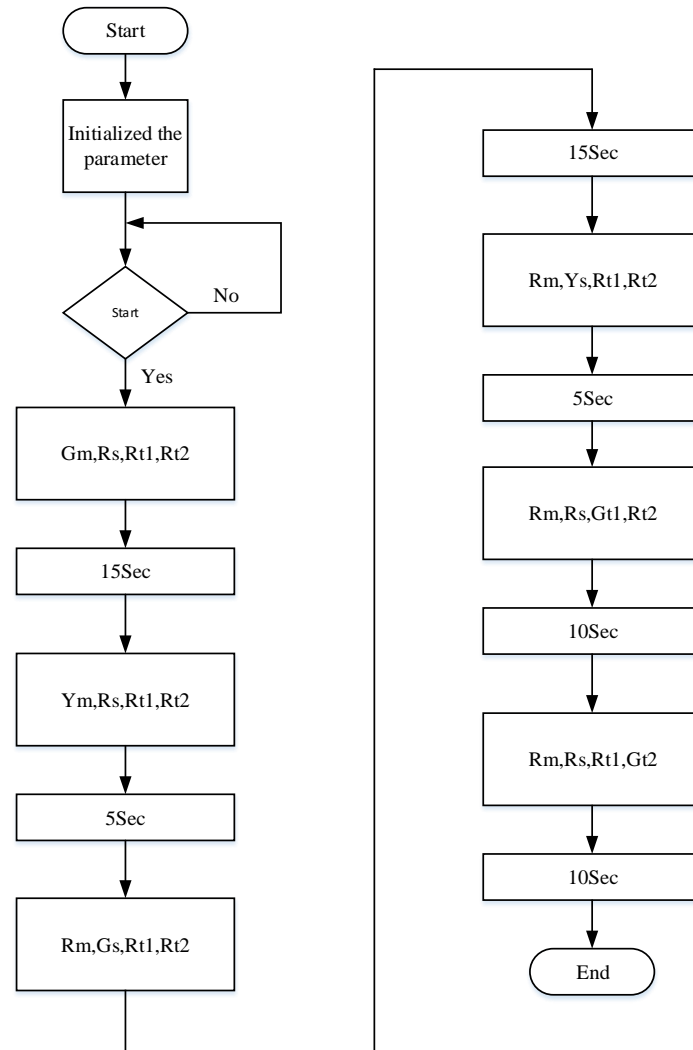 Start
Initialized the
parameter
Start
No
Yes
Gm,Rs,Rt1,Rt2
15Sec
Ym,Rs,Rt1,Rt2
5Sec
Rm,Gs,Rt1,Rt2
15Sec
Rm,Ys,Rt1,Rt2
5Sec
Rm,Rs,Gt1,Rt2
10Sec
Rm,Rs,Rt1,Gt2
10Sec
End